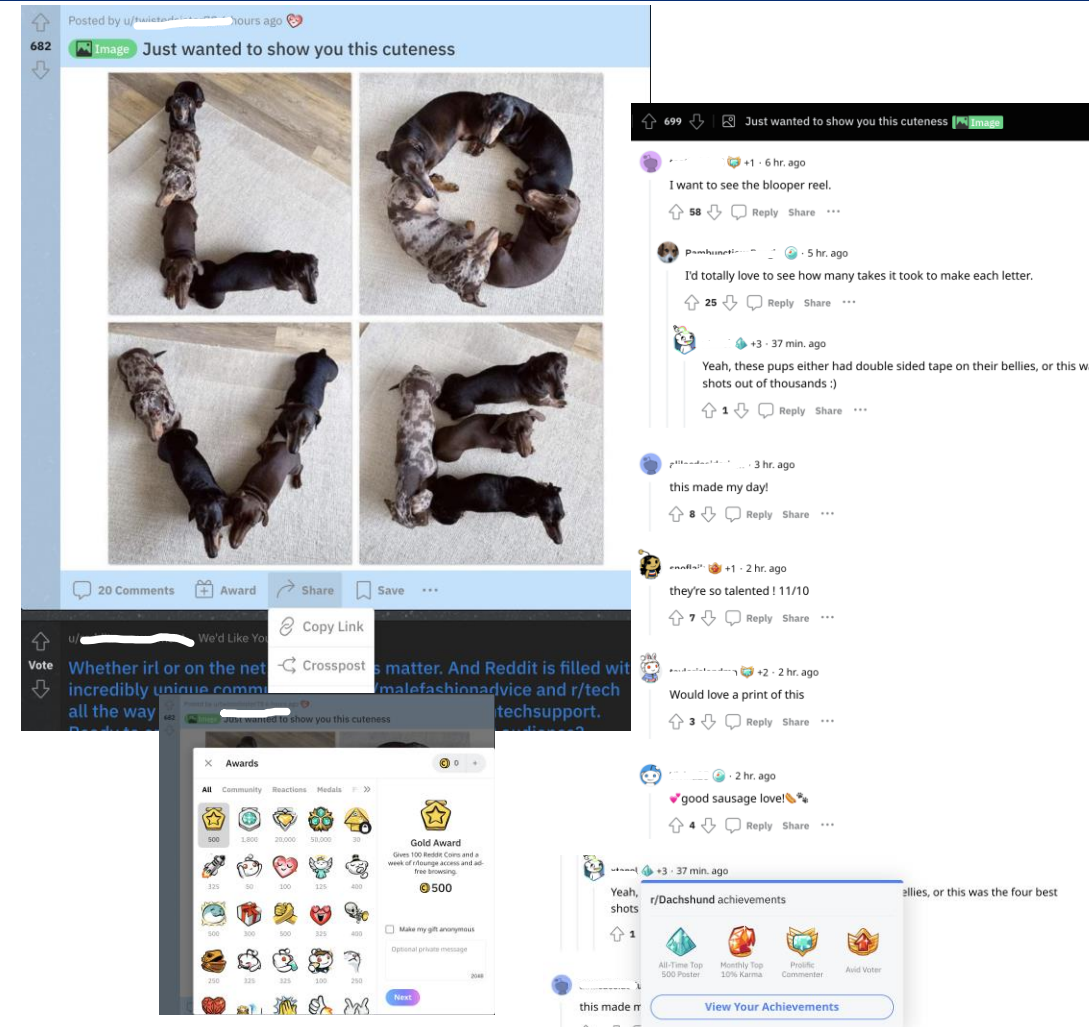 Posted by u/ hours ago
682
Image Just wanted to show you this cuteness
20 Comments Award Share Save ...
Copy Link
Crosspost
u/ We'd Like You
Vote
Whether irl or on the net s matter. And Reddit is filled wit
incredibly unique comm /malefashionadvice and r/tech
all the way techsupport.
699 Just wanted to show you this cuteness Image
+1 · 6 hr. ago
I want to see the blooper reel.
58 Reply Share ...
· 5 hr. ago
I'd totally love to see how many takes it took to make each letter.
25 Reply Share ...
+3 · 37 min. ago
Yeah, these pups either had double sided tape on their bellies, or this wa
shots out of thousands :)
1 Reply Share ...
· 3 hr. ago
this made my day!
8 Reply Share ...
+1 · 2 hr. ago
they're so talented ! 11/10
7 Reply Share ...
+2 · 2 hr. ago
Would love a print of this
3 Reply Share ...
· 2 hr. ago
💕good sausage love!🌭🐾
4 Reply Share ...
682 Image Just wanted to show you this cuteness
Awards
0 +
All Community Reactions Medals
500 1,800 20,000 50,000 30
325 50 100 125 400
500 300 500 325 400
250 325 325 100 250
Gold Award
Gives 100 Reddit Coins and a
week of r/lounge access and ad-
free browsing.
500
Make my gift anonymous
Optional private message
2048
Next
+3 · 37 min. ago
Yeah, ellies, or this was the four best
shots
1
r/Dachshund achievements
All-Time Top
500 Poster
Monthly Top
10% Karma
Prolific
Commenter
Avid Voter
View Your Achievements
this made m